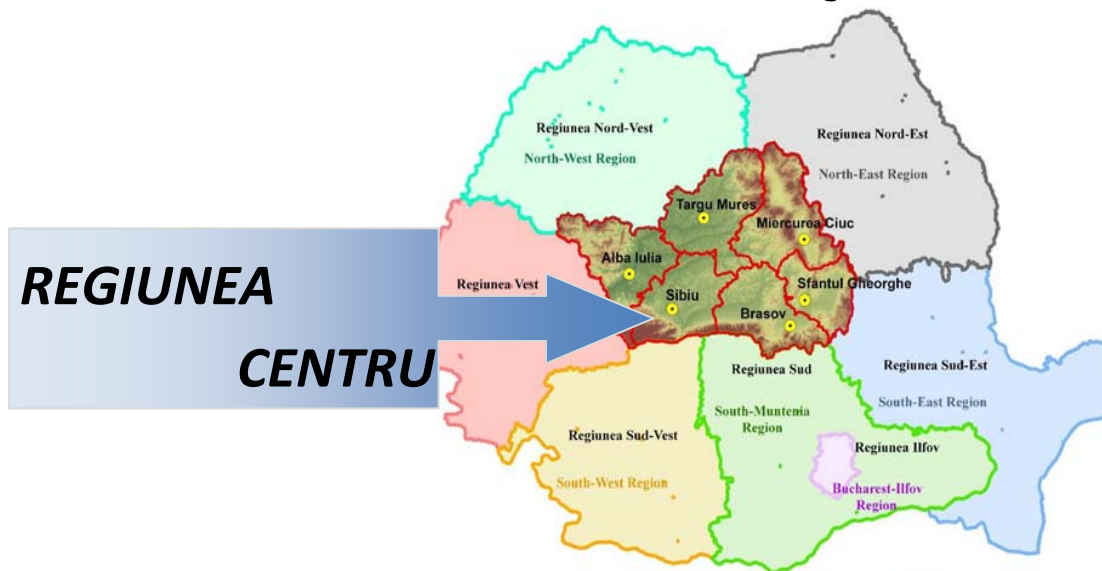 Regiunea Nord-Vest
North-West Region
Regiunea Nord-Est
North-East Region
Targu Mures
Miercurea Ciuc
Alba Iulia
Sfantul Gheorghe
Sibiu
Brasov
REGIUNEA
CENTRU
Regiunea Vest
Regiunea Sud
South-Muntenia
Region
Regiunea Sud-Est
South-East Region
Regiunea Sud-Vest
South-West Region
Regiunea Ilfov
Bucharest-Ilfov
Region